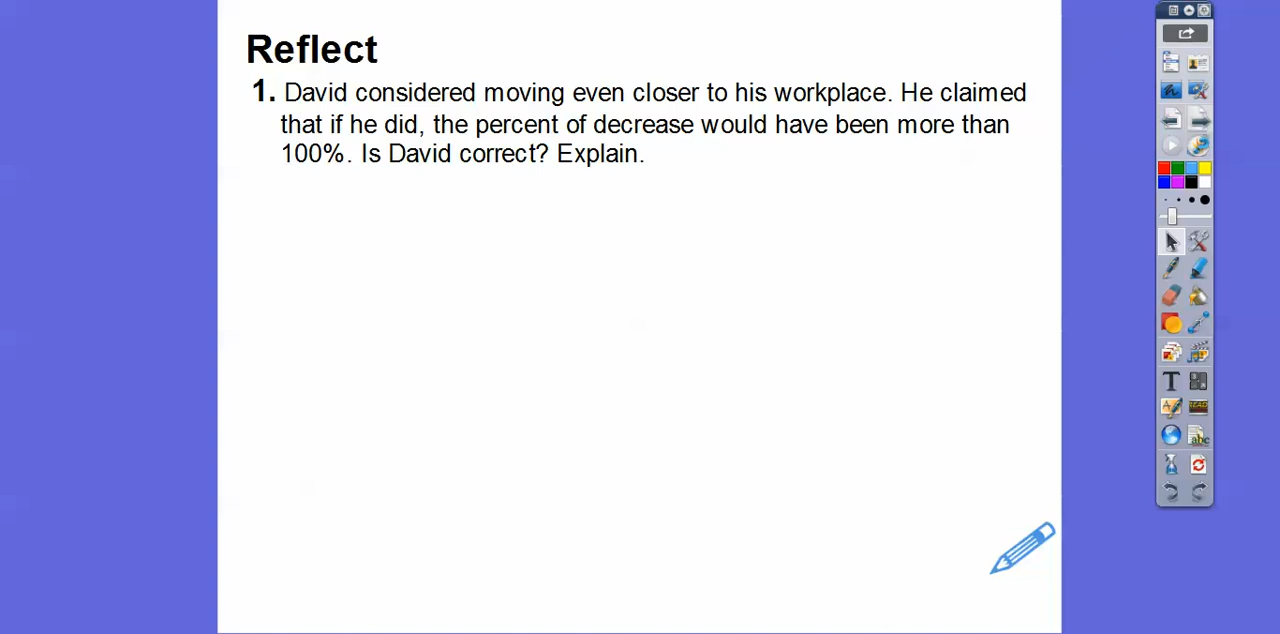 Reflect
1. David considered moving even closer to his workplace. He claimed
that if he did, the percent of decrease would have been more than
100%. Is David correct? Explain.